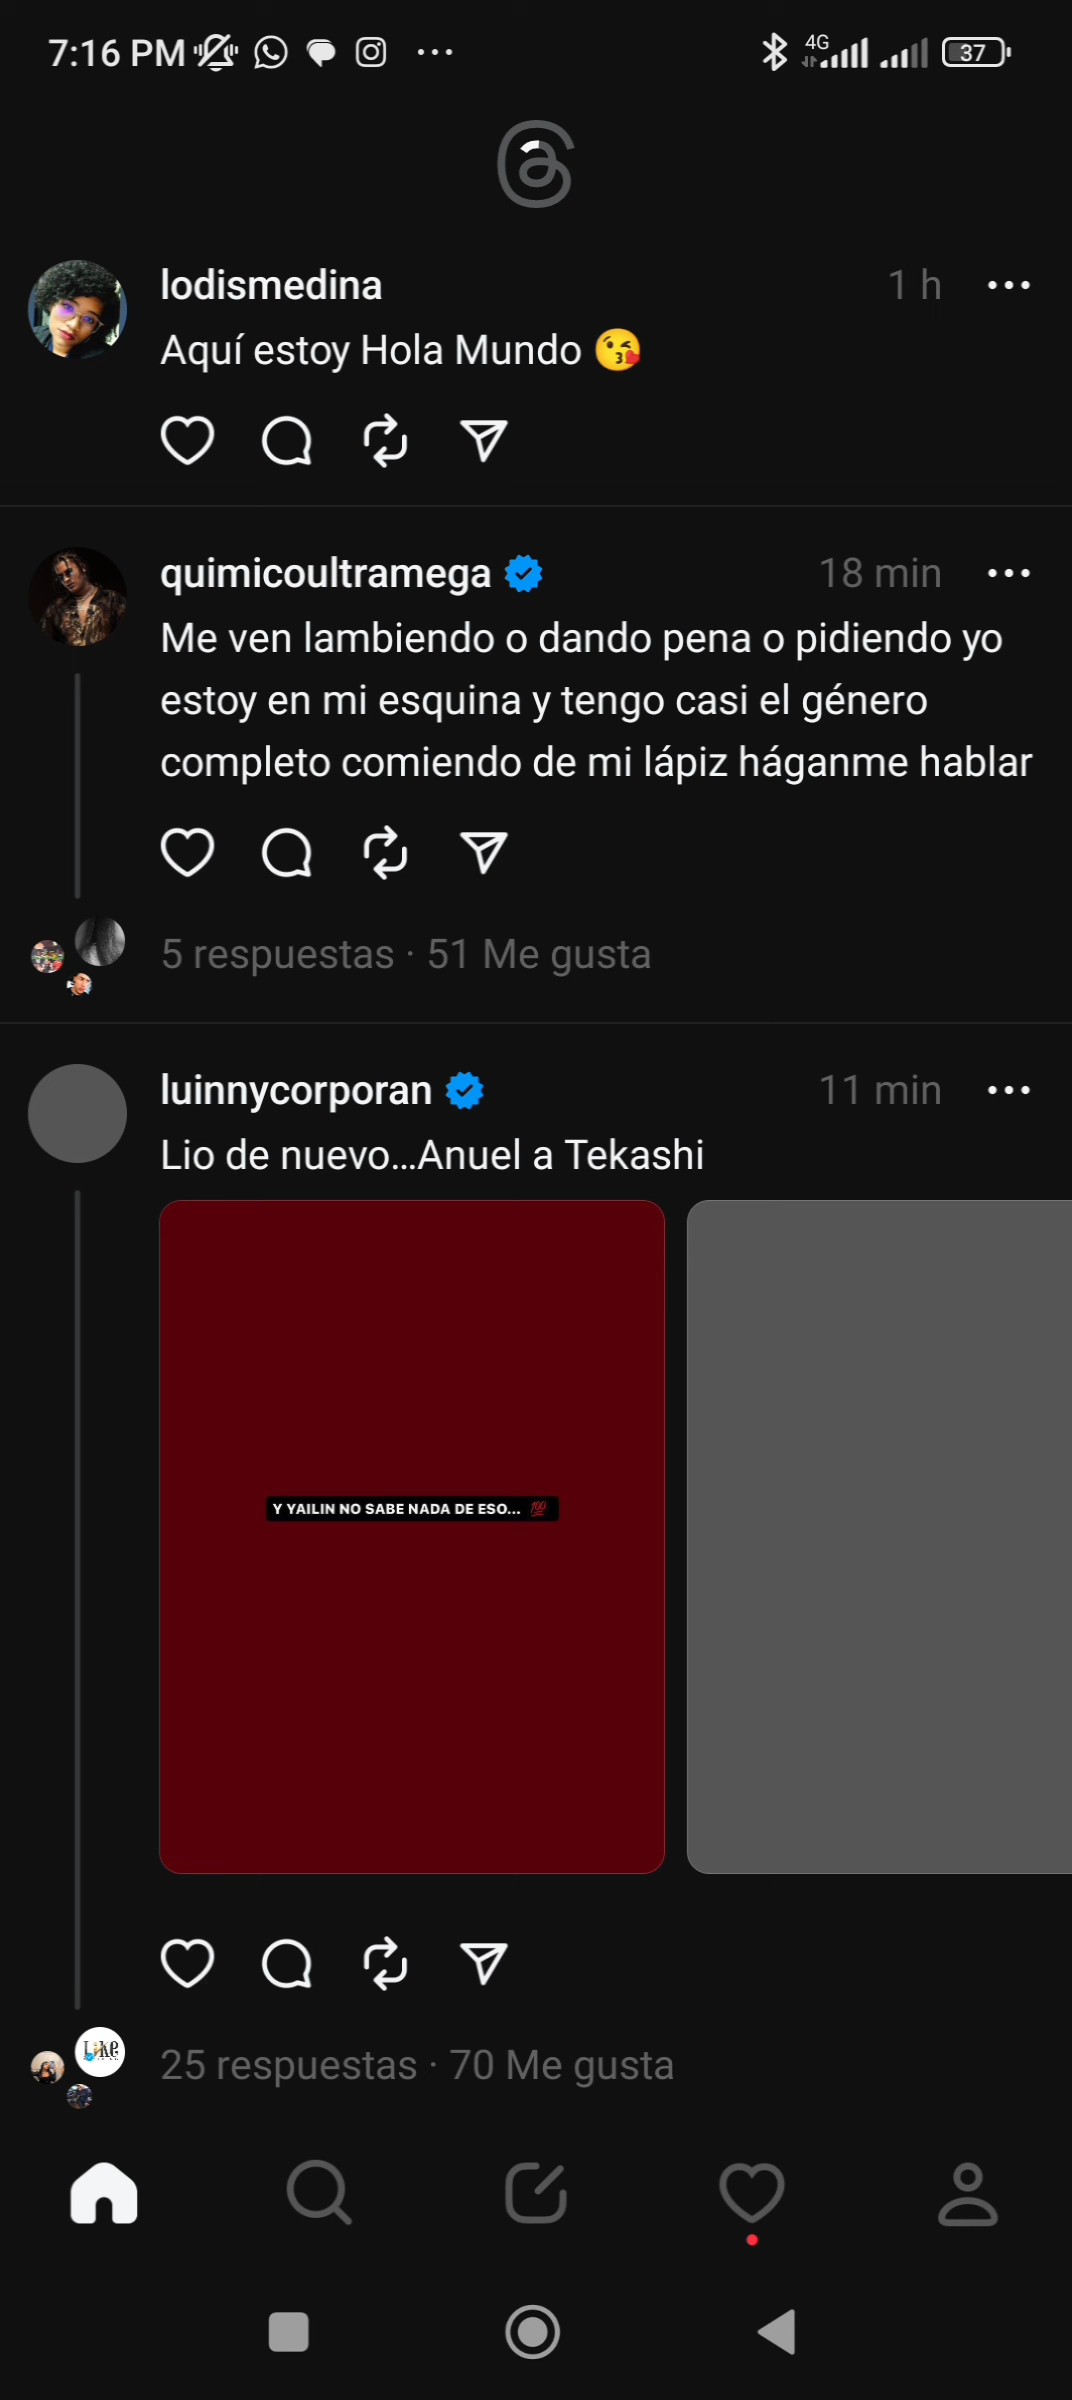 7:16 PM
4G
37
lodismedina
1 h
Aquí estoy Hola Mundo 😘
quimicoultramega
18 min
Me ven lambiendo o dando pena o pidiendo yo
estoy en mi esquina y tengo casi el género
completo comiendo de mi lápiz háganme hablar
5 respuestas · 51 Me gusta
luinnycorporan
11 min
Lio de nuevo...Anuel a Tekashi
Y YAILIN NO SABE NADA DE ESO... 💯
Like
25 respuestas · 70 Me gusta